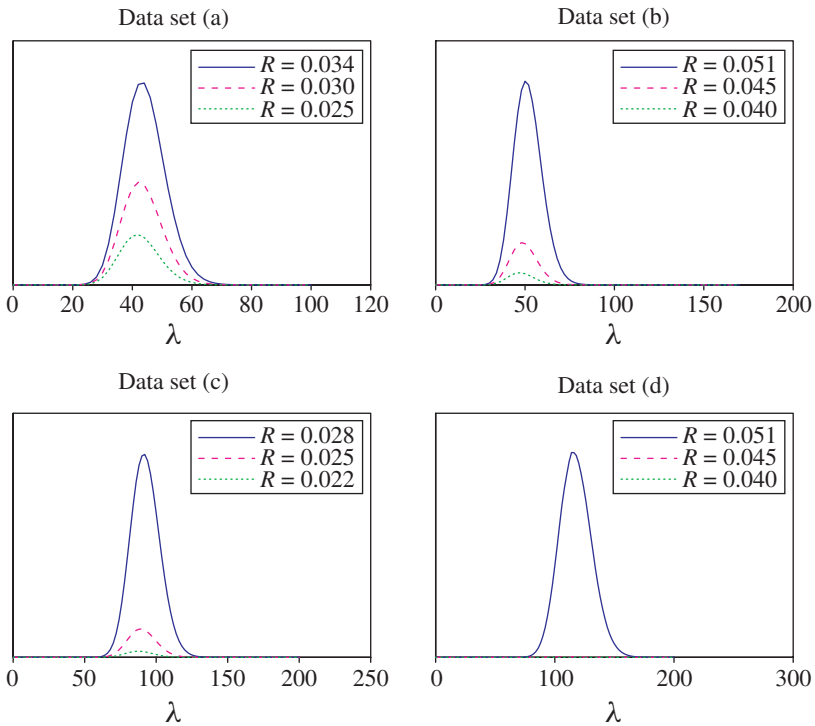 Data set (a)
R = 0.034
R = 0.030
R = 0.025
0 20 40 60 80 100 120
λ
Data set (b)
R = 0.051
R = 0.045
R = 0.040
0 50 100 150 200
λ
Data set (c)
R = 0.028
R = 0.025
R = 0.022
0 50 100 150 200 250
λ
Data set (d)
R = 0.051
R = 0.045
R = 0.040
0 100 200 300
λ